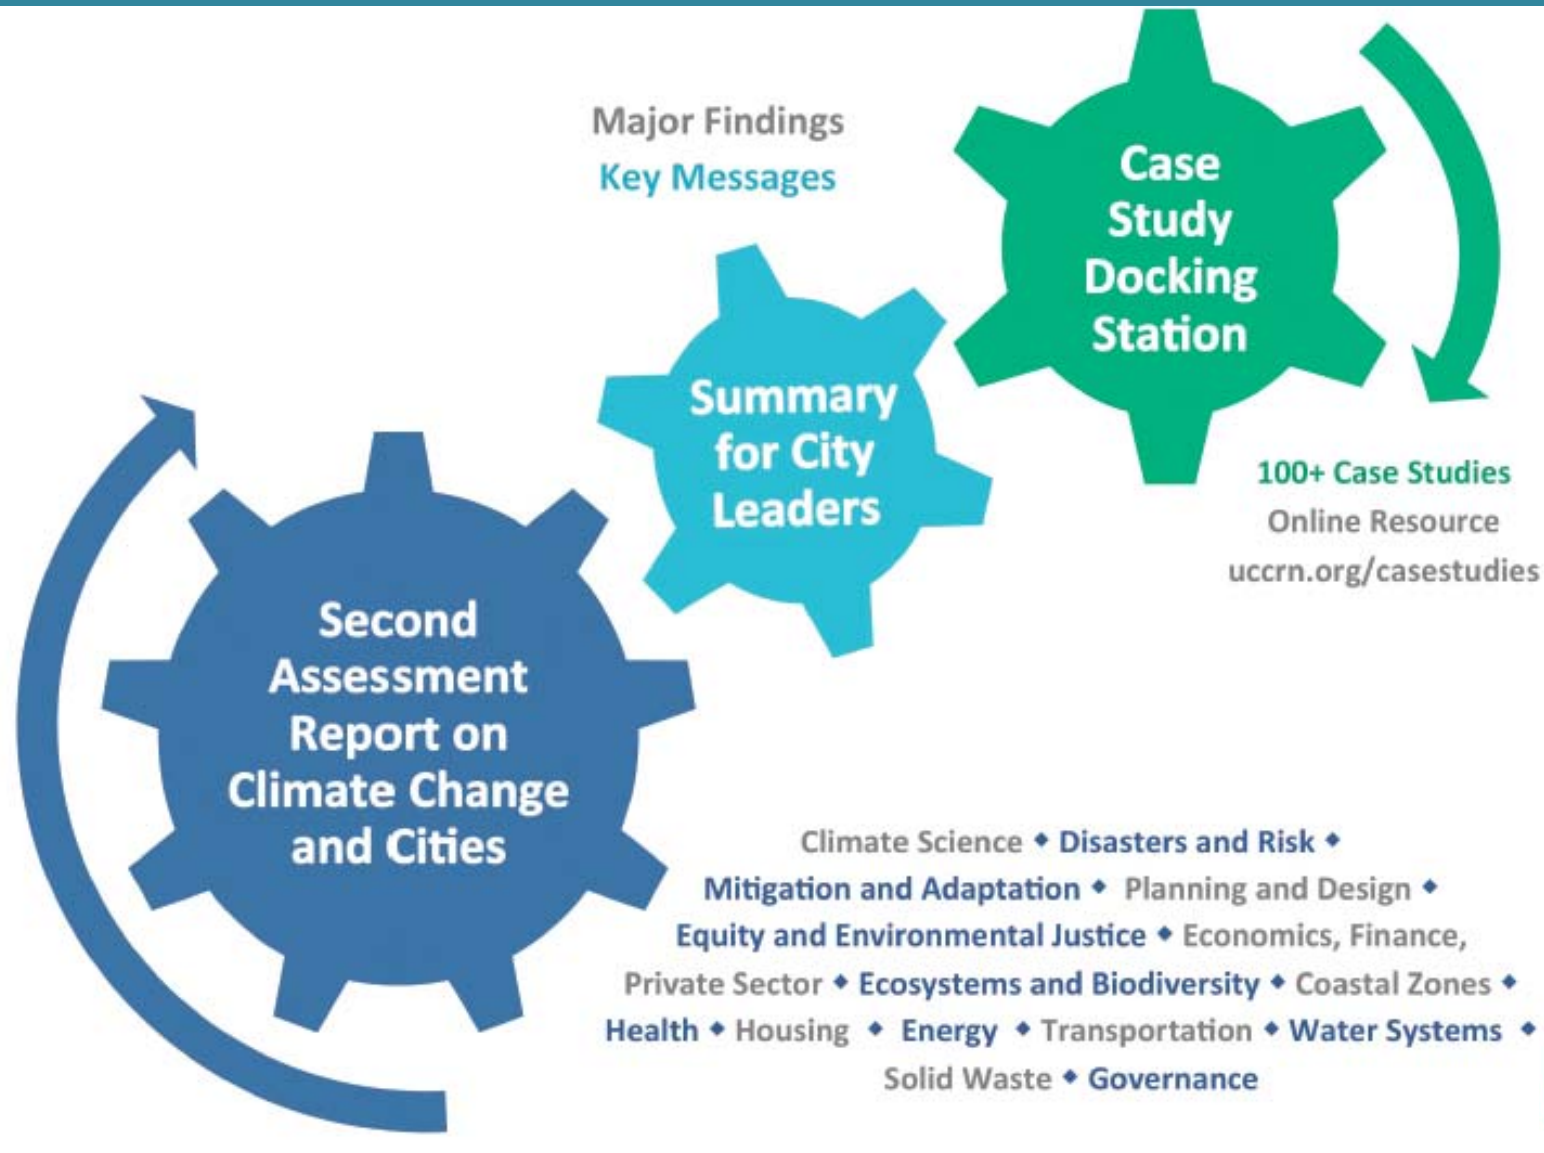 Major Findings
Key Messages
Case
Study
Docking
Station
Summary
for City
Leaders
100+ Case Studies
Online Resource
uccrn.org/casestudies
Second
Assessment
Report on
Climate Change
and Cities
Climate Science ◆ Disasters and Risk ◆
Mitigation and Adaptation ◆ Planning and Design ◆
Equity and Environmental Justice ◆ Economics, Finance,
Private Sector ◆ Ecosystems and Biodiversity ◆ Coastal Zones ◆
Health ◆ Housing ◆ Energy ◆ Transportation ◆ Water Systems ◆
Solid Waste ◆ Governance